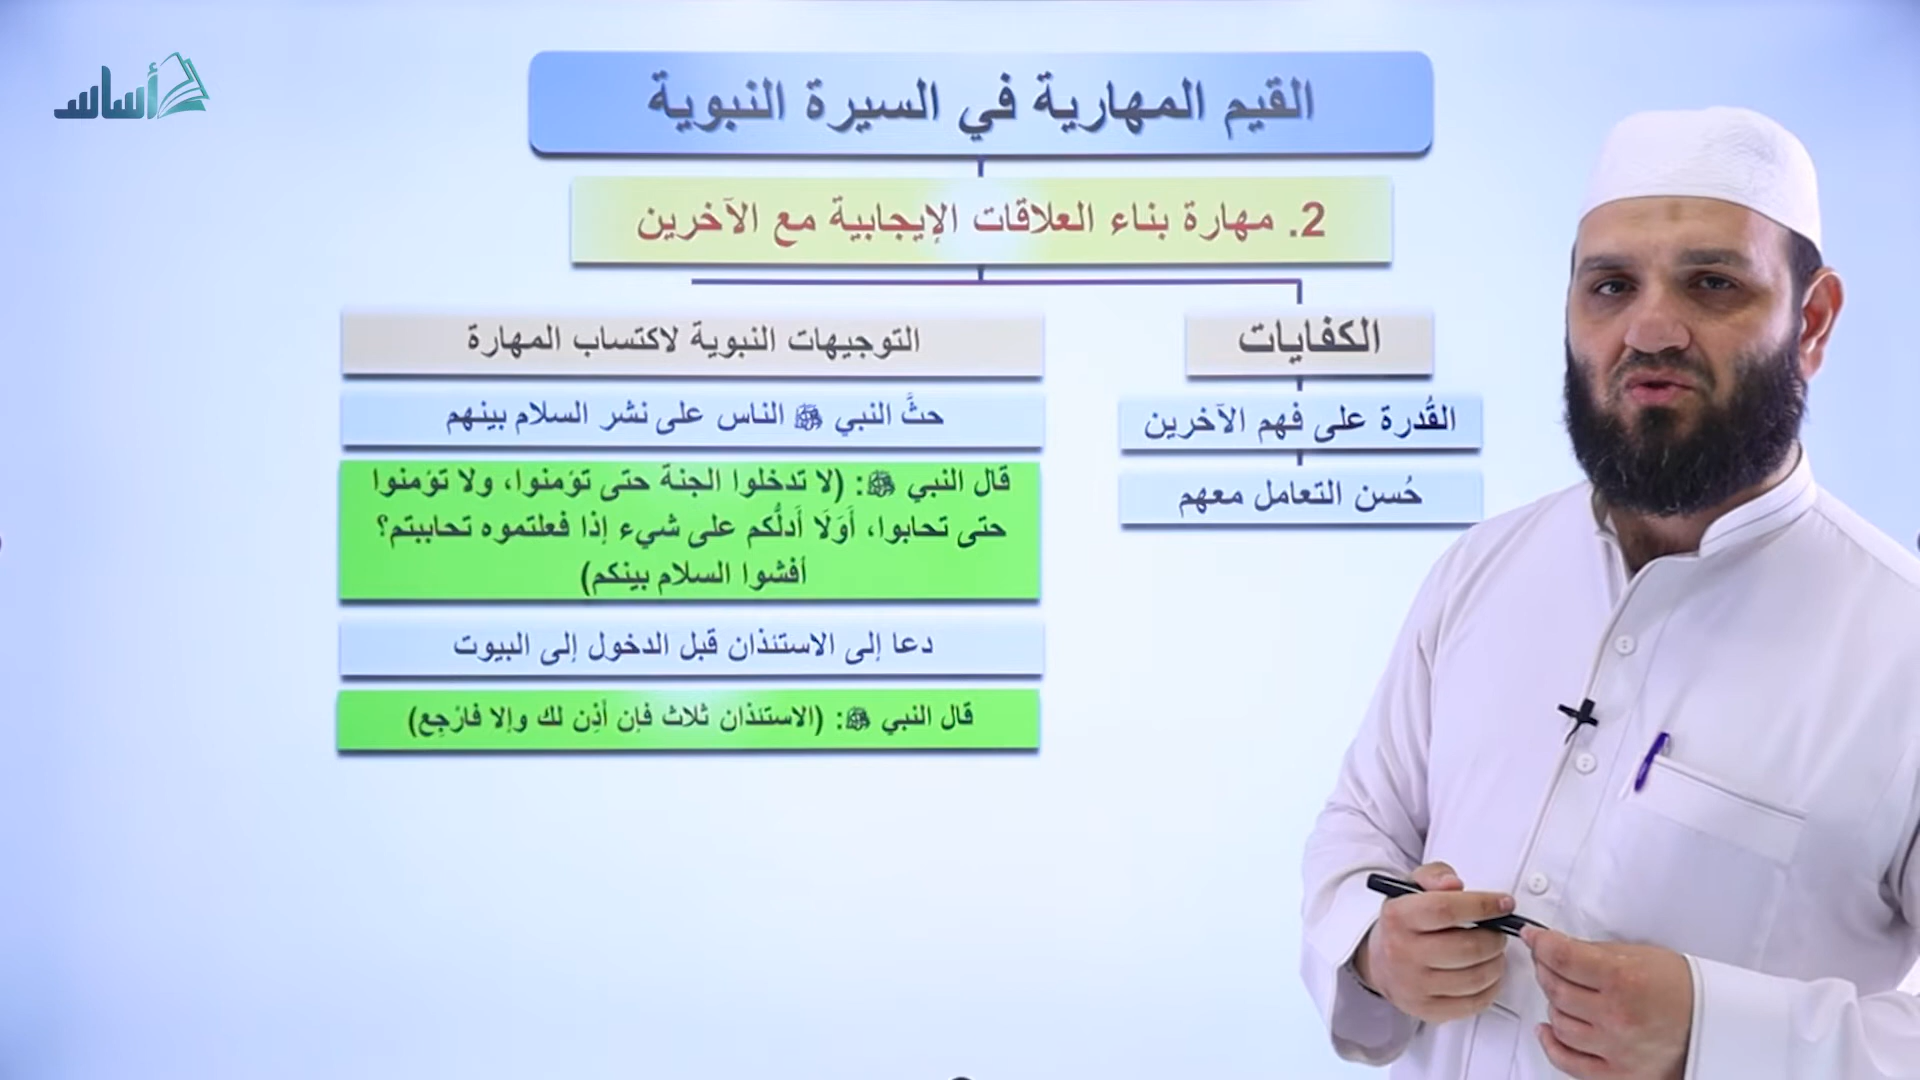 أساس
القيم المهارية في السيرة النبوية
2. مهارة بناء العلاقات الإيجابية مع الآخرين
الكفايات
القُدرة على فهم الآخرين
حُسن التعامل معهم
التوجيهات النبوية لاكتساب المهارة
حثَّ النبي ﷺ الناس على نشر السلام بينهم
قال النبي ﷺ: (لا تدخلوا الجنة حتى تؤمنوا، ولا تؤمنوا
حتى تحابوا، أَوَلَا أَدلُّكم على شيء إذا فعلتموه تحاببتم؟
أفشوا السلام بينكم)
دعا إلى الاستئذان قبل الدخول إلى البيوت
قال النبي ﷺ: (الاستئذان ثلاث فإن أذِن لك وإلا فارْجِع)